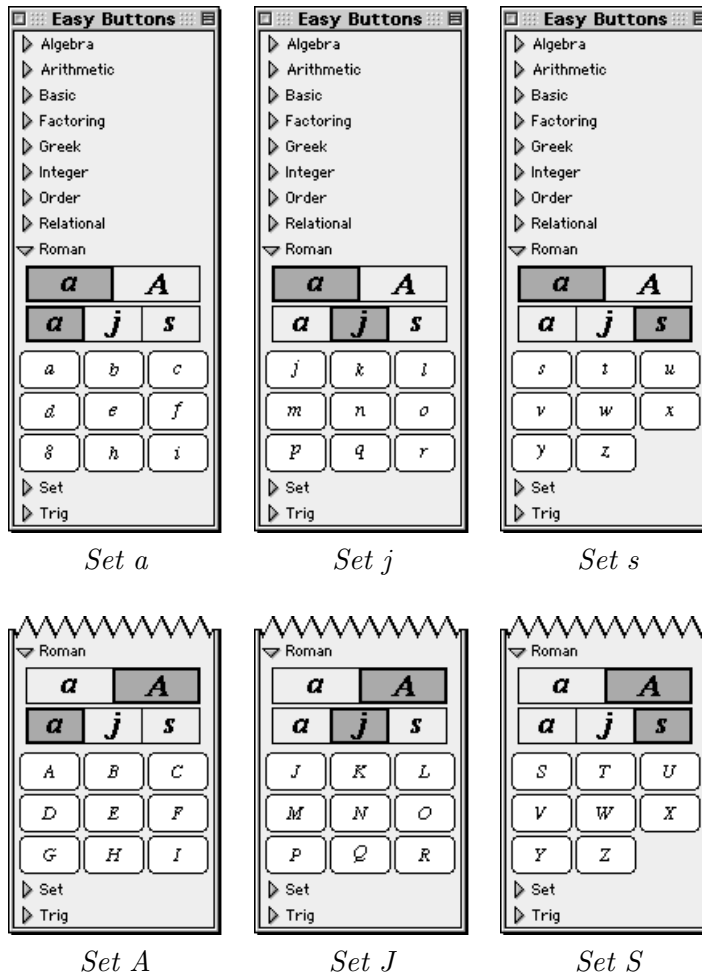 Easy Buttons
Algebra
Arithmetic
Basic
Factoring
Greek
Integer
Order
Relational
Roman
a A
a j s
a b c
d e f
g h i
Set
Trig
Set a
Easy Buttons
Algebra
Arithmetic
Basic
Factoring
Greek
Integer
Order
Relational
Roman
a A
a j s
j k l
m n o
p q r
Set
Trig
Set j
Easy Buttons
Algebra
Arithmetic
Basic
Factoring
Greek
Integer
Order
Relational
Roman
a A
a j s
s t u
v w x
y z
Set
Trig
Set s
Roman
a A
a j s
A B C
D E F
G H I
Set
Trig
Set A
Roman
a A
a j s
J K L
M N O
P Q R
Set
Trig
Set J
Roman
a A
a j s
S T U
V W X
Y Z
Set
Trig
Set S